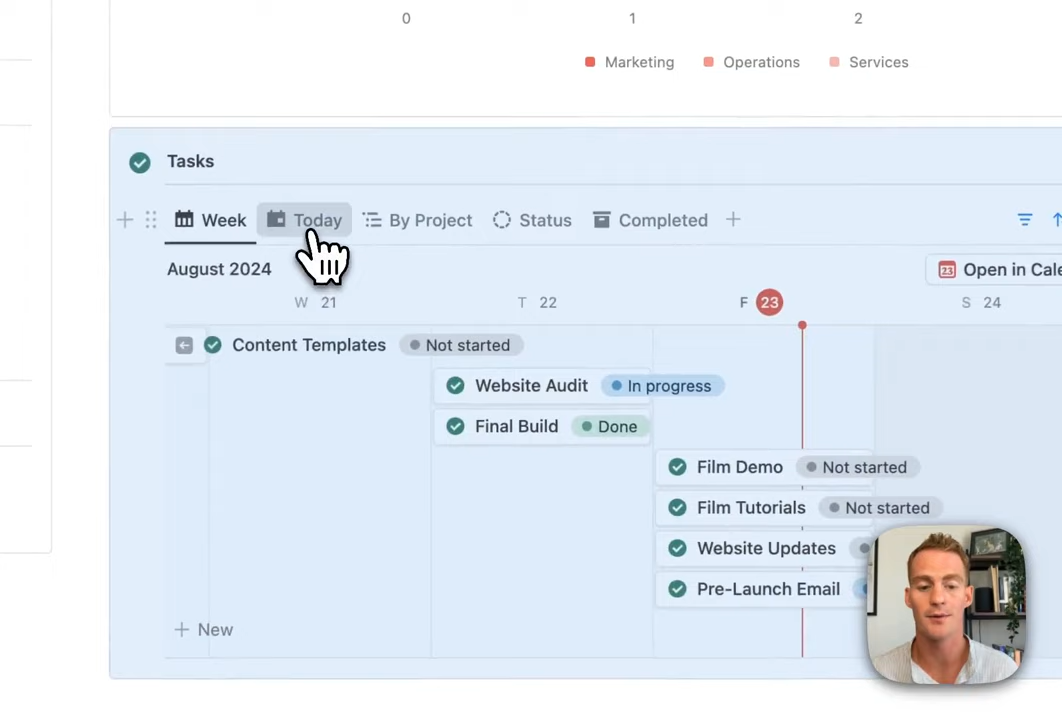 0 1 2
Marketing Operations Services
Tasks
Week Today By Project Status Completed
August 2024 23 Open in
W 21 T 22 F 23 S 24
Content Templates Not started
Website Audit In progress
Final Build Done
Film Demo Not started
Film Tutorials Not started
Website Updates
Pre-Launch Email
New